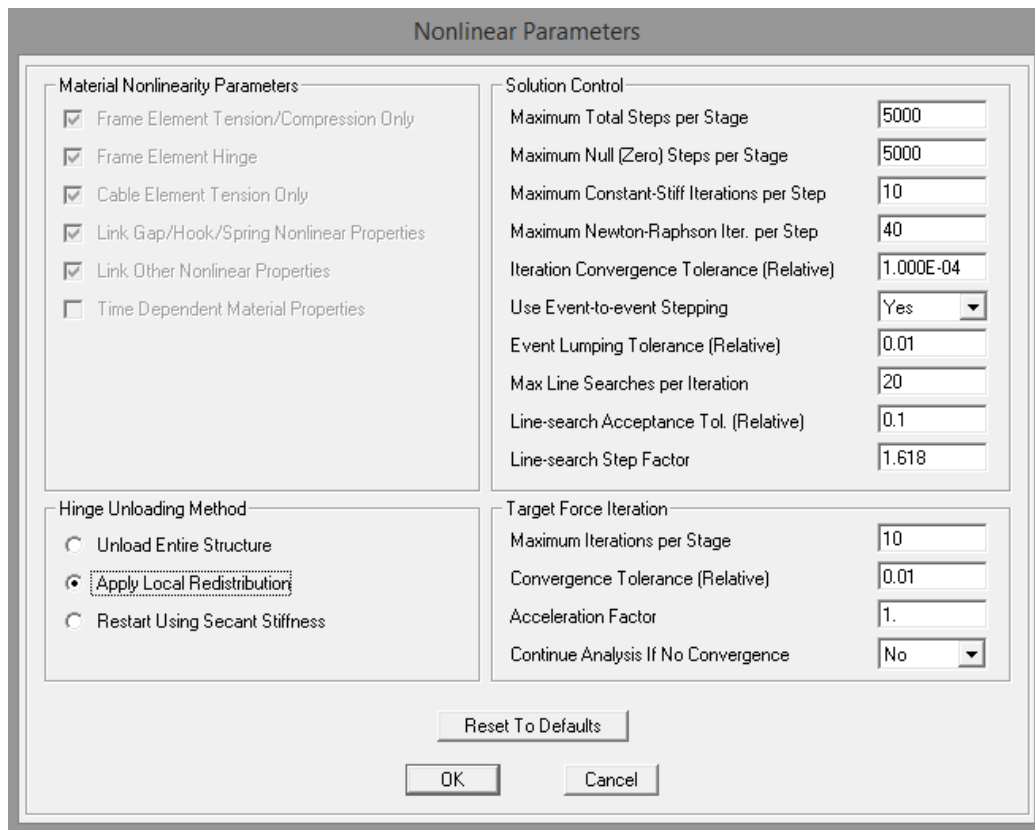 Nonlinear Parameters
Material Nonlinearity Parameters
Frame Element Tension/Compression Only
Frame Element Hinge
Cable Element Tension Only
Link Gap/Hook/Spring Nonlinear Properties
Link Other Nonlinear Properties
Time Dependent Material Properties
Solution Control
Maximum Total Steps per Stage 5000
Maximum Null (Zero) Steps per Stage 5000
Maximum Constant-Stiff Iterations per Step 10
Maximum Newton-Raphson Iter. per Step 40
Iteration Convergence Tolerance (Relative) 1.000E-04
Use Event-to-event Stepping Yes
Event Lumping Tolerance (Relative) 0.01
Max Line Searches per Iteration 20
Line-search Acceptance Tol. (Relative) 0.1
Line-search Step Factor 1.618
Hinge Unloading Method
Unload Entire Structure
Apply Local Redistribution
Restart Using Secant Stiffness
Target Force Iteration
Maximum Iterations per Stage 10
Convergence Tolerance (Relative) 0.01
Acceleration Factor 1.
Continue Analysis If No Convergence No
Reset To Defaults
OK Cancel